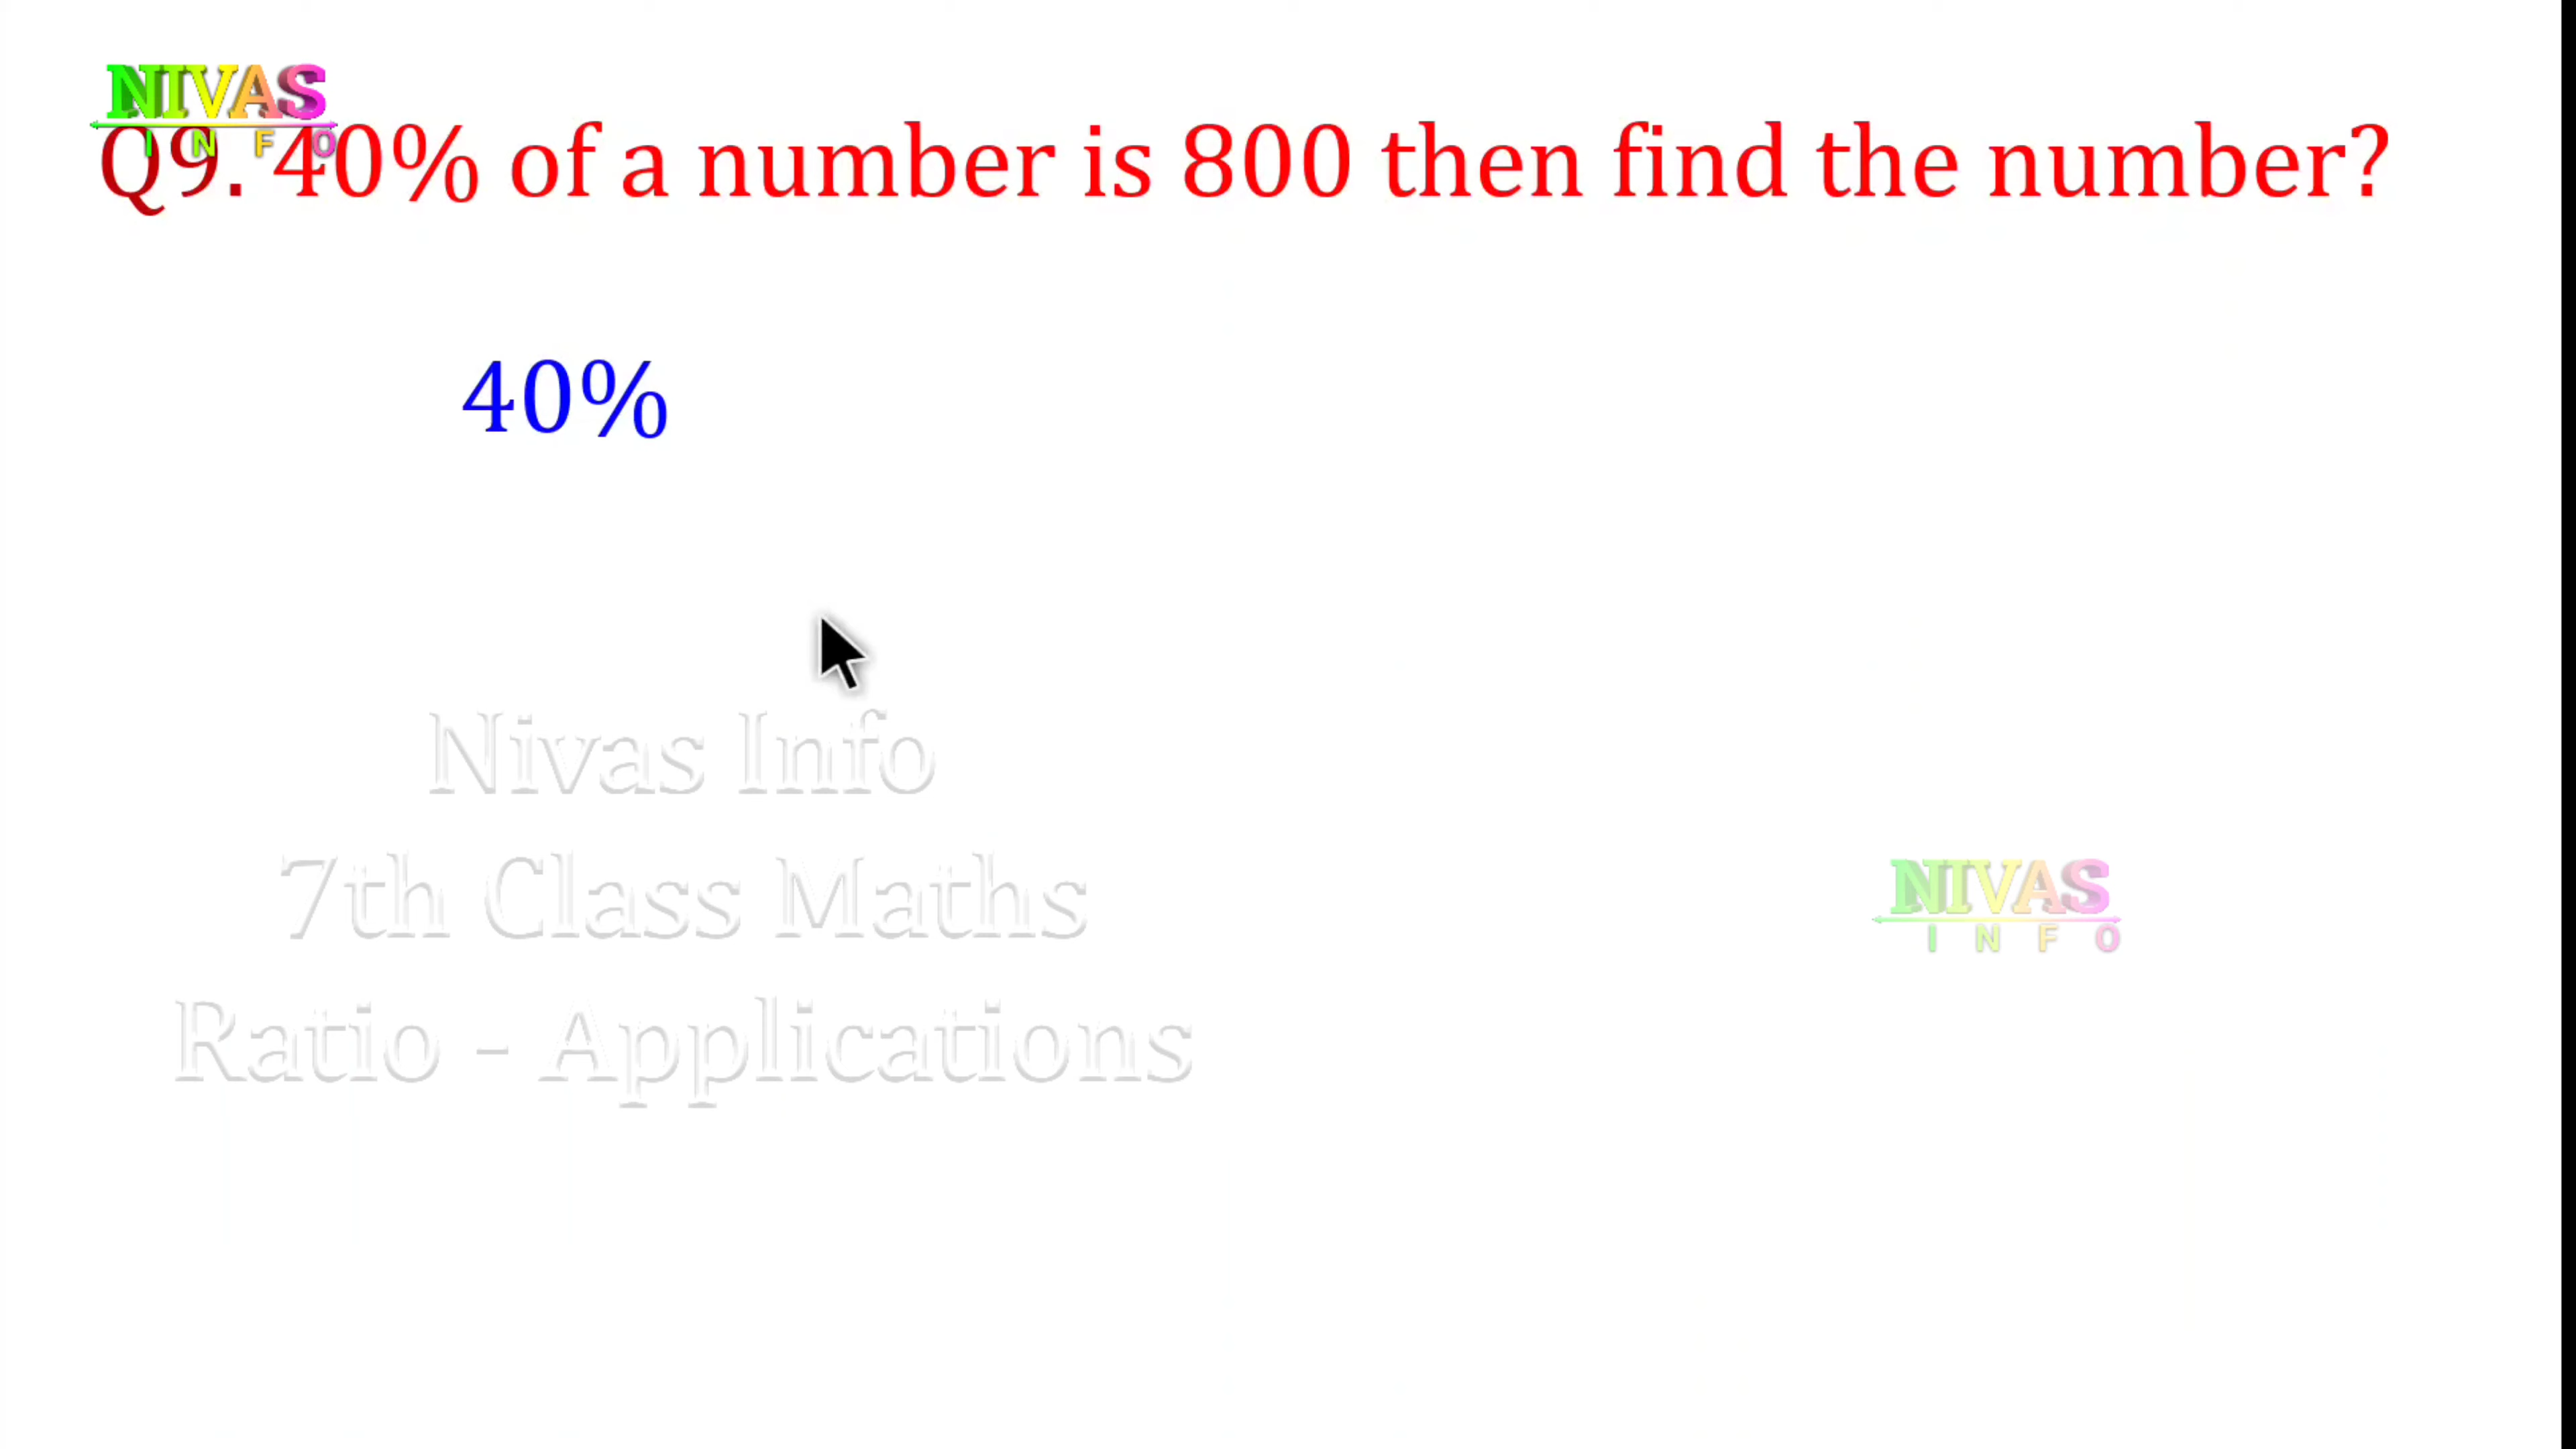 NIVAS
INFO
Q9. 40% of a number is 800 then find the number?
40%
Nivas Info
7th Class Maths
Ratio - Applications
NIVAS
INFO